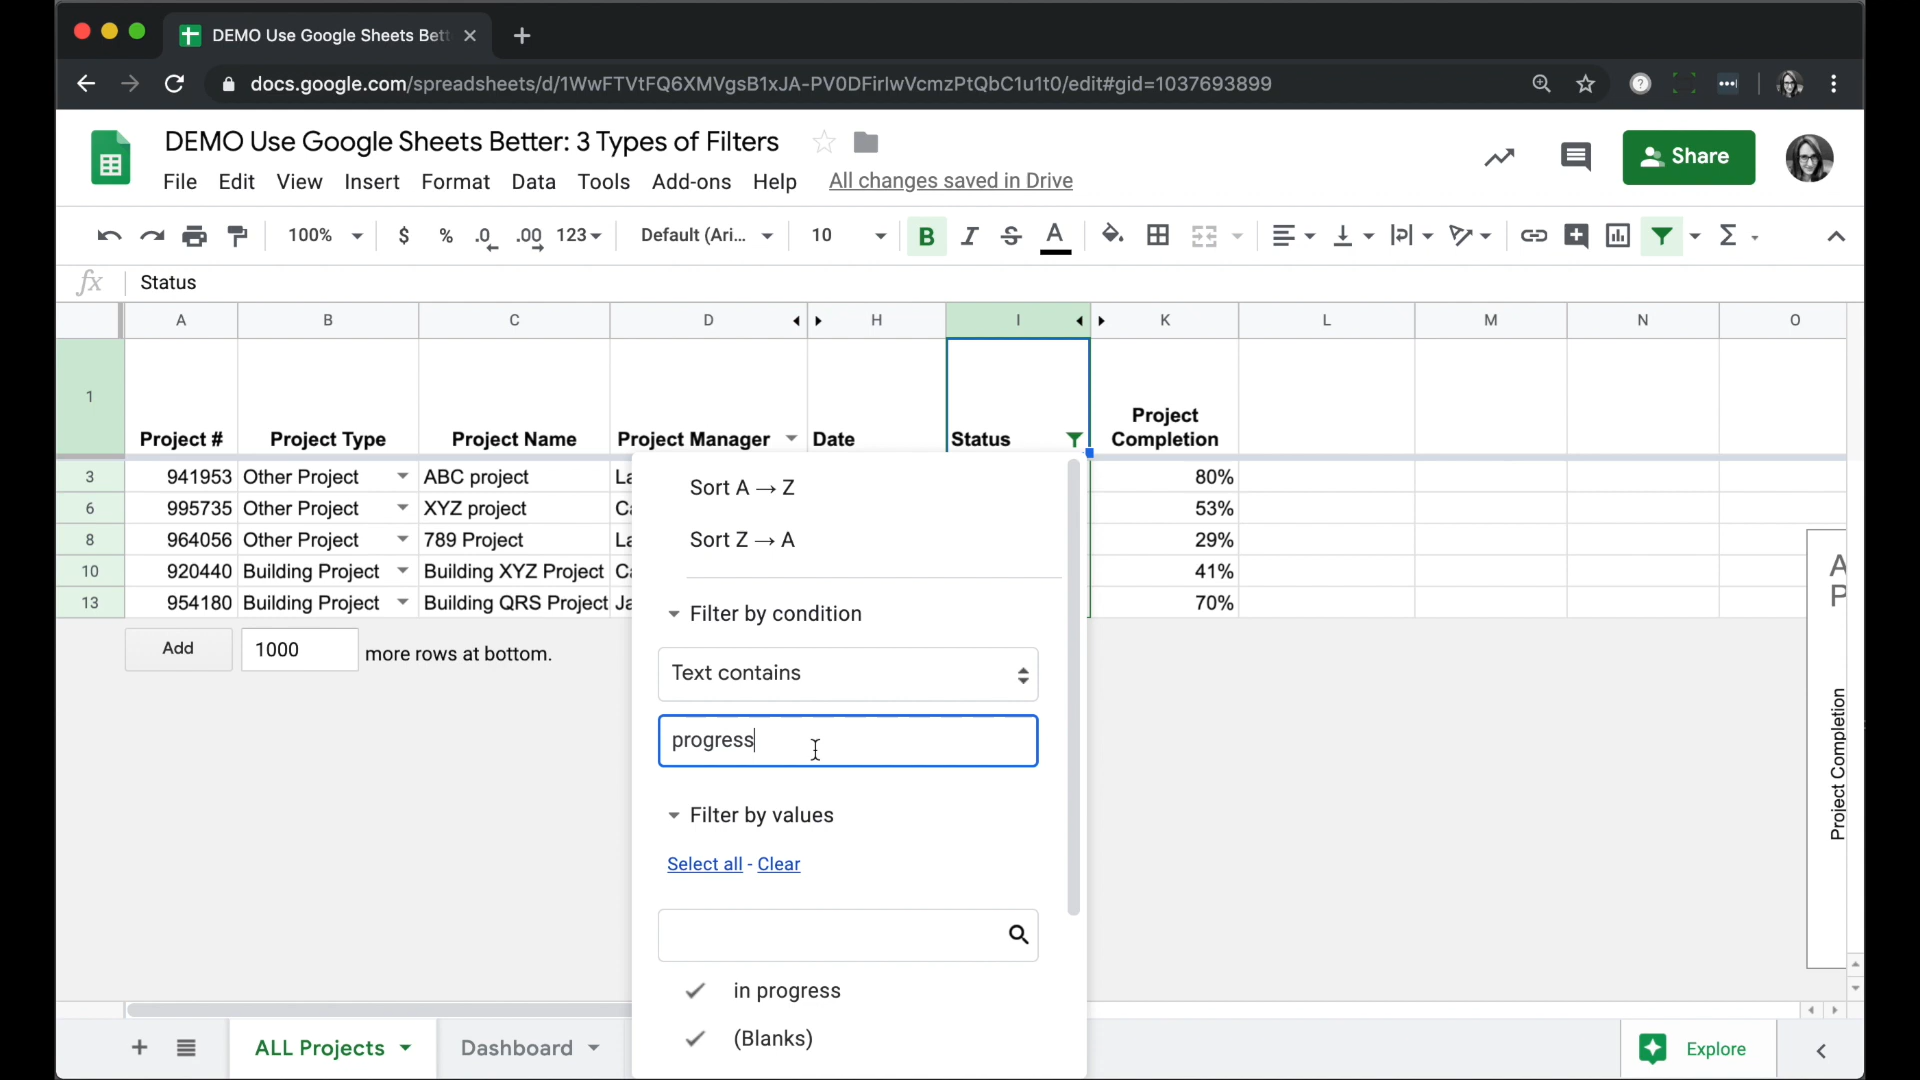 DEMO Use Google Sheets Bett
docs.google.com/spreadsheets/d/1WwFTVtFQ6XMVgsB1xJA-PV0DFirlwVcmzPtQbC1u1t0/edit#gid=1037693899
DEMO Use Google Sheets Better: 3 Types of Filters
File Edit View Insert Format Data Tools Add-ons Help All changes saved in Drive
Share
100% $ % .0 .00 123 Default (Ari... 10 B I S A Σ
fx Status
A B C D H I K L M N O
1 Project # Project Type Project Name Project Manager Date Status Project Completion
3 941953 Other Project ABC project La 80%
6 995735 Other Project XYZ project Ca 53%
8 964056 Other Project 789 Project La 29%
10 920440 Building Project Building XYZ Project Ca 41%
13 954180 Building Project Building QRS Project Ja 70%
Add 1000 more rows at bottom.
Sort A → Z
Sort Z → A
Filter by condition
Text contains
progress
Filter by values
Select all - Clear
in progress
(Blanks)
A
P
Project Completion
ALL Projects Dashboard Explore